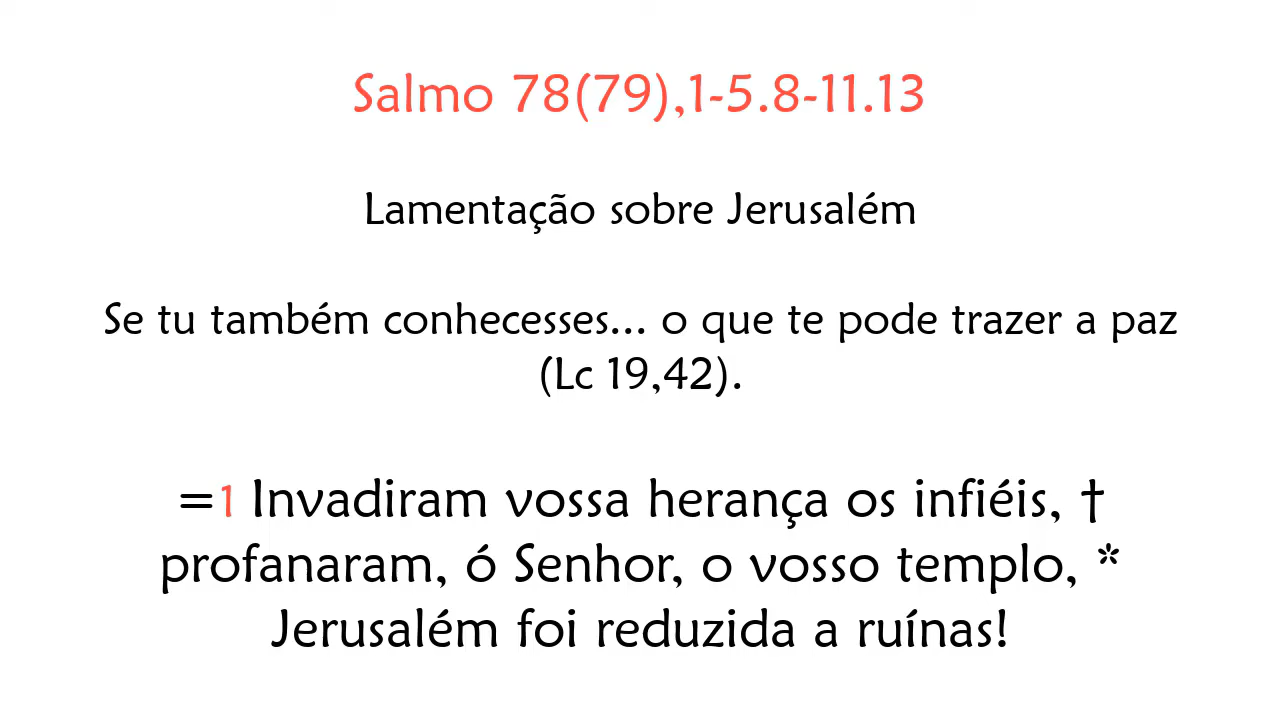 Salmo 78(79),1-5.8-11.13
Lamentação sobre Jerusalém
Se tu também conhecesses... o que te pode trazer a paz
(Lc 19,42).
=1 Invadiram vossa herança os infiéis, †
profanaram, ó Senhor, o vosso templo, *
Jerusalém foi reduzida a ruínas!